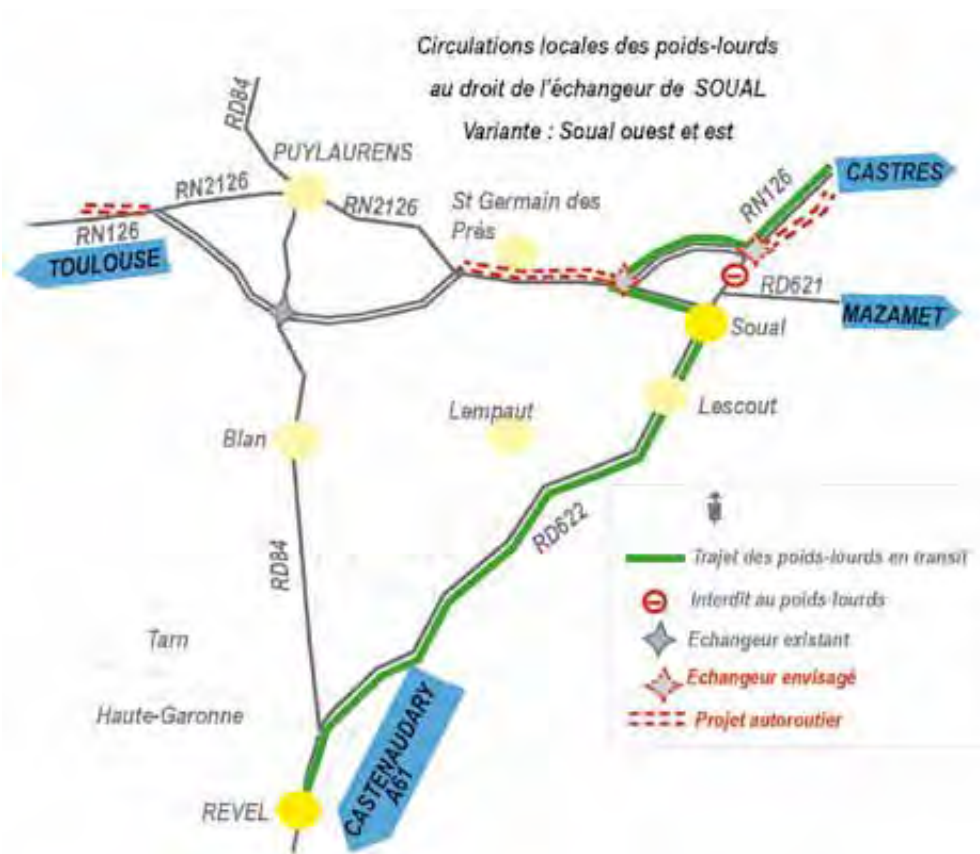 Circulations locales des poids-lourds
au droit de l'échangeur de SOUAL
Variante : Soual ouest et est
RD84
PUYLAURENS
RN2126
RN2126
St Germain des
Près
RN126
CASTRES
RN126
TOULOUSE
RD621
MAZAMET
Soual
Lescout
Lempaut
Blan
RD622
RD84
Tarn
Haute-Garonne
REVEL
CASTENAUDARY
A61
Trajet des poids-lourds en transit
Interdit au poids-lourds
Echangeur existant
Echangeur envisagé
Projet autoroutier